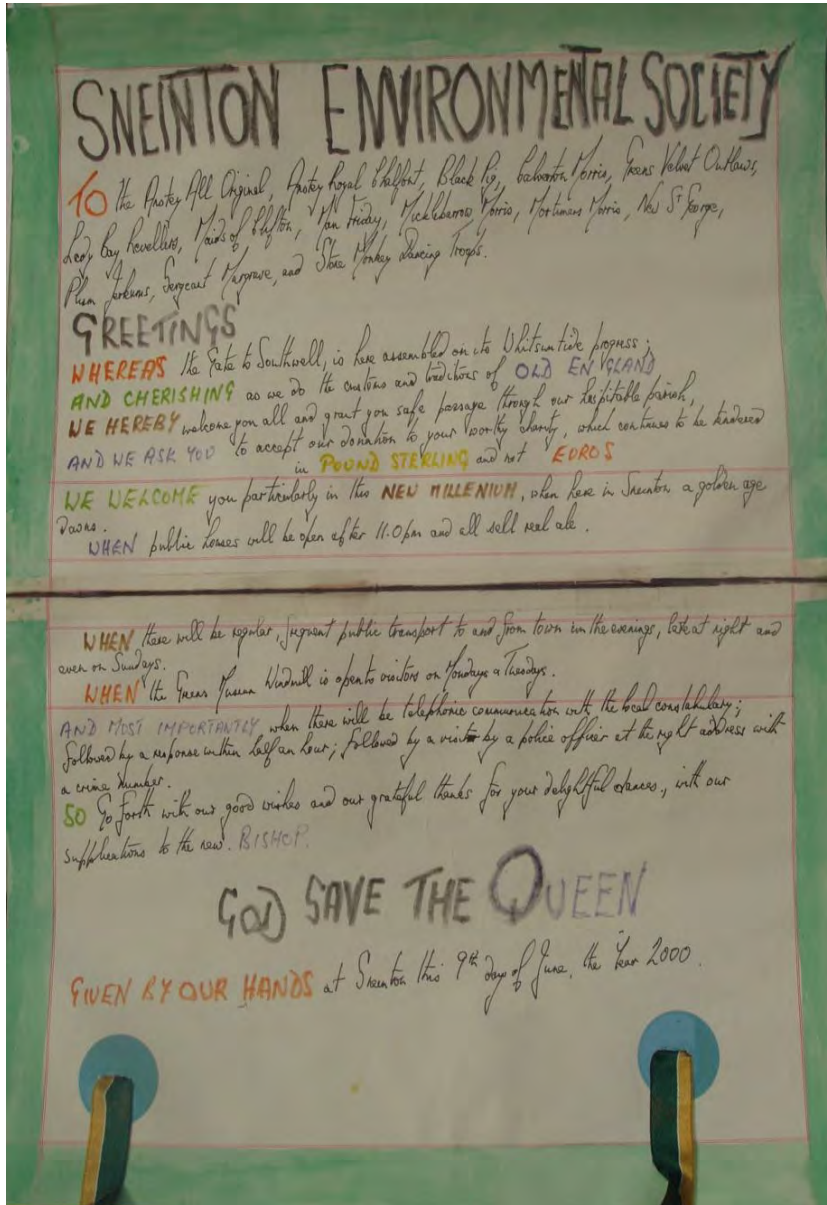 SNEINTON ENVIRONMENTAL SOCIETY
TO the Anstey All Original, Anstey Royal Chalfont, Black Pig, Calverton Morris, Greens Velvet Outlaws,
Lady Bay Revellers, Maids of Clifton, Man Friday, Micklebarrow Morris, Mortimers Morris, New St George,
Plum Jerkums, Sergeant Musgrave, and Stone Monkey Dancing Troops.
GREETINGS
WHEREAS the Gate to Southwell, is here assembled on its Whitsuntide progress;
AND CHERISHING as we do the customs and traditions of OLD ENGLAND
WE HEREBY welcome you all and grant you safe passage through our hospitable parish,
AND WE ASK YOU to accept our donation to your worthy charity, which continues to be tendered
in POUND STERLING and not EUROS
WE WELCOME you particularly in this NEW MILLENIUM, when here in Sneinton a golden age
Dawns.
WHEN public houses will be open after 11.0pm and all sell real ale.
WHEN there will be regular, frequent public transport to and from town in the evenings, late at night and
even on Sundays.
WHEN the Greens Museum Windmill is open to visitors on Mondays & Tuesdays.
AND MOST IMPORTANTLY when there will be telephonic communication with the local constabulary;
followed by a response within half an hour; followed by a visit by a police officer at the right address with
a crime number.
SO Go forth with our good wishes and our grateful thanks for your delightful dances, with our
supplications to the new. BISHOP.
GOD SAVE THE QUEEN
GIVEN BY OUR HANDS at Sneinton this 9th day of June, the Year 2000.